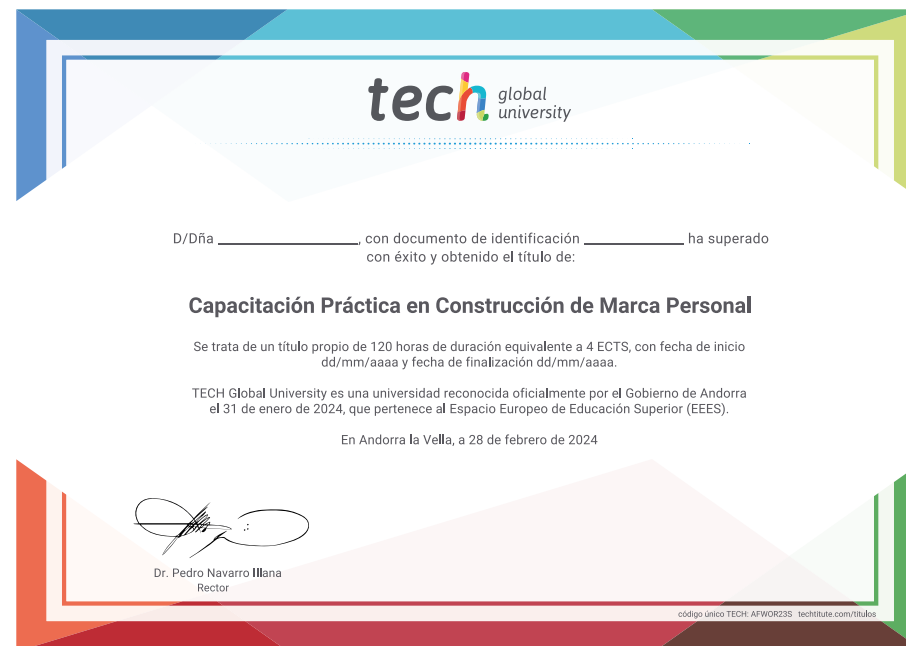 tech global university
D/Dña ____________________, con documento de identificación ______________ ha superado
con éxito y obtenido el título de:
Capacitación Práctica en Construcción de Marca Personal
Se trata de un título propio de 120 horas de duración equivalente a 4 ECTS, con fecha de inicio
dd/mm/aaaa y fecha de finalización dd/mm/aaaa.
TECH Global University es una universidad reconocida oficialmente por el Gobierno de Andorra
el 31 de enero de 2024, que pertenece al Espacio Europeo de Educación Superior (EEES).
En Andorra la Vella, a 28 de febrero de 2024
Dr. Pedro Navarro Illana
Rector
código único TECH: AFWOR23S techtitute.com/titulos